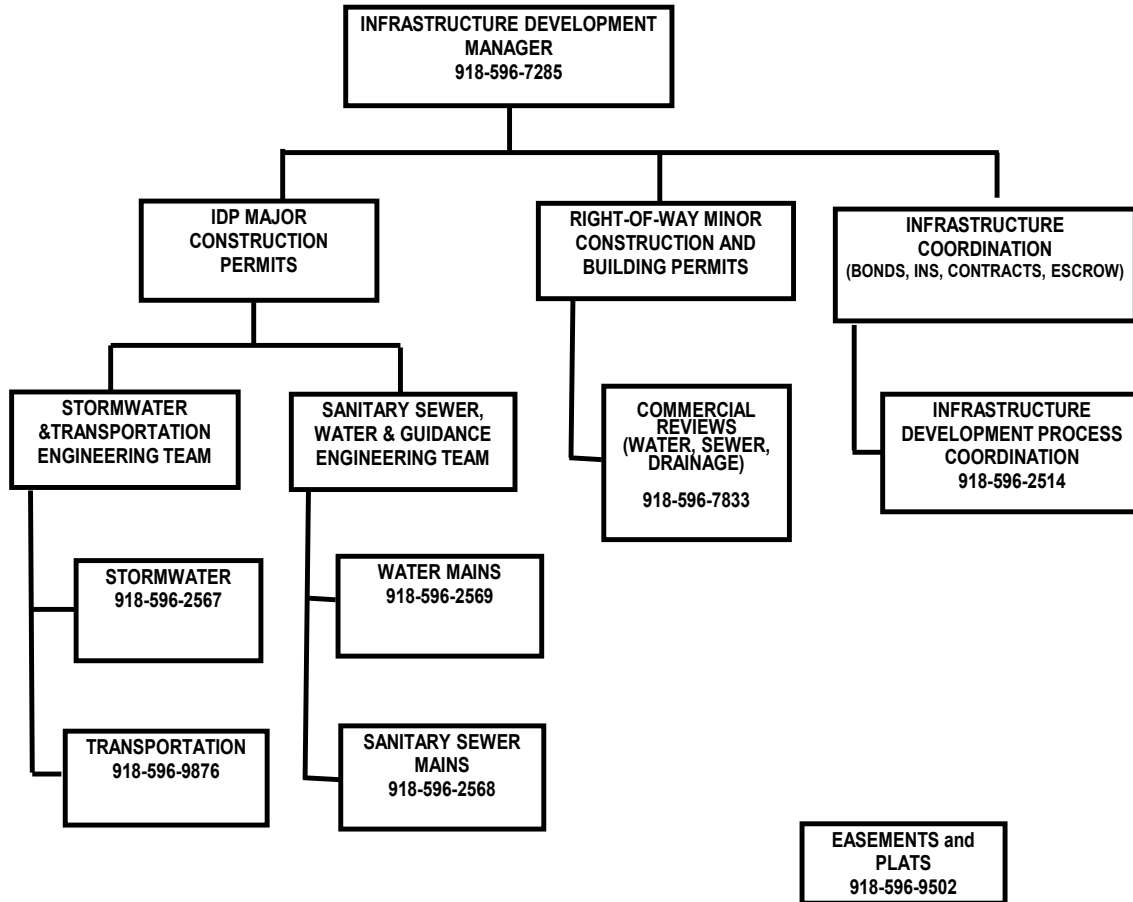 INFRASTRUCTURE DEVELOPMENT
MANAGER
918-596-7285
IDP MAJOR
CONSTRUCTION
PERMITS
RIGHT-OF-WAY MINOR
CONSTRUCTION AND
BUILDING PERMITS
INFRASTRUCTURE
COORDINATION
(BONDS, INS, CONTRACTS, ESCROW)
STORMWATER
&TRANSPORTATION
ENGINEERING TEAM
SANITARY SEWER,
WATER & GUIDANCE
ENGINEERING TEAM
COMMERCIAL
REVIEWS
(WATER, SEWER,
DRAINAGE)
918-596-7833
INFRASTRUCTURE
DEVELOPMENT PROCESS
COORDINATION
918-596-2514
STORMWATER
918-596-2567
WATER MAINS
918-596-2569
TRANSPORTATION
918-596-9876
SANITARY SEWER
MAINS
918-596-2568
EASEMENTS and
PLATS
918-596-9502